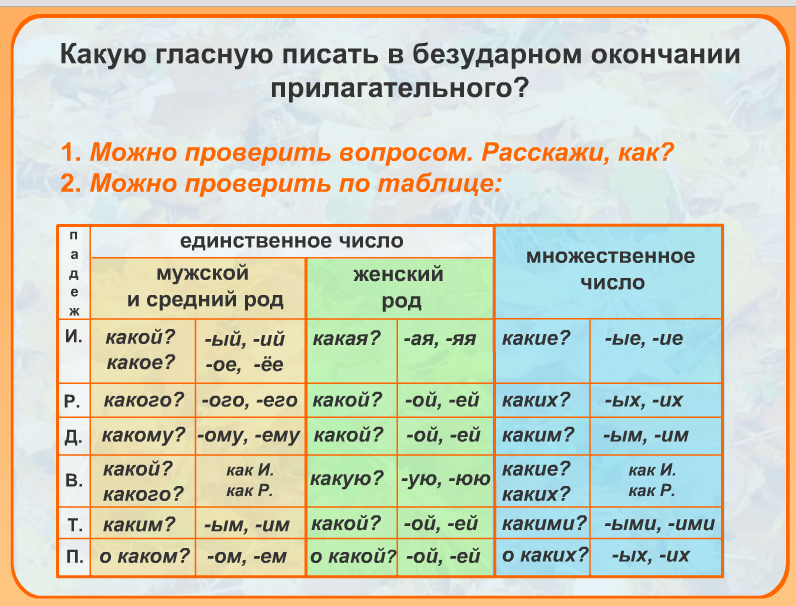 Какую гласную писать в безударном окончании
прилагательного?
1. Можно проверить вопросом. Расскажи, как?
2. Можно проверить по таблице:
падеж
единственное число
множественное
число
мужской
и средний род
женский
род
И.
какой?
какое?
-ый, -ий
-ое, -ёе
какая?
-ая, -яя
какие?
-ые, -ие
Р.
какого?
-ого, -его
какой?
-ой, -ей
каких?
-ых, -их
Д.
какому?
-ому, -ему
какой?
-ой, -ей
каким?
-ым, -им
В.
какой?
какого?
как И.
как Р.
какую?
-ую, -юю
какие?
каких?
как И.
как Р.
Т.
каким?
-ым, -им
какой?
-ой, -ей
какими?
-ыми, -ими
П.
о каком?
-ом, -ем
о какой?
-ой, -ей
о каких?
-ых, -их